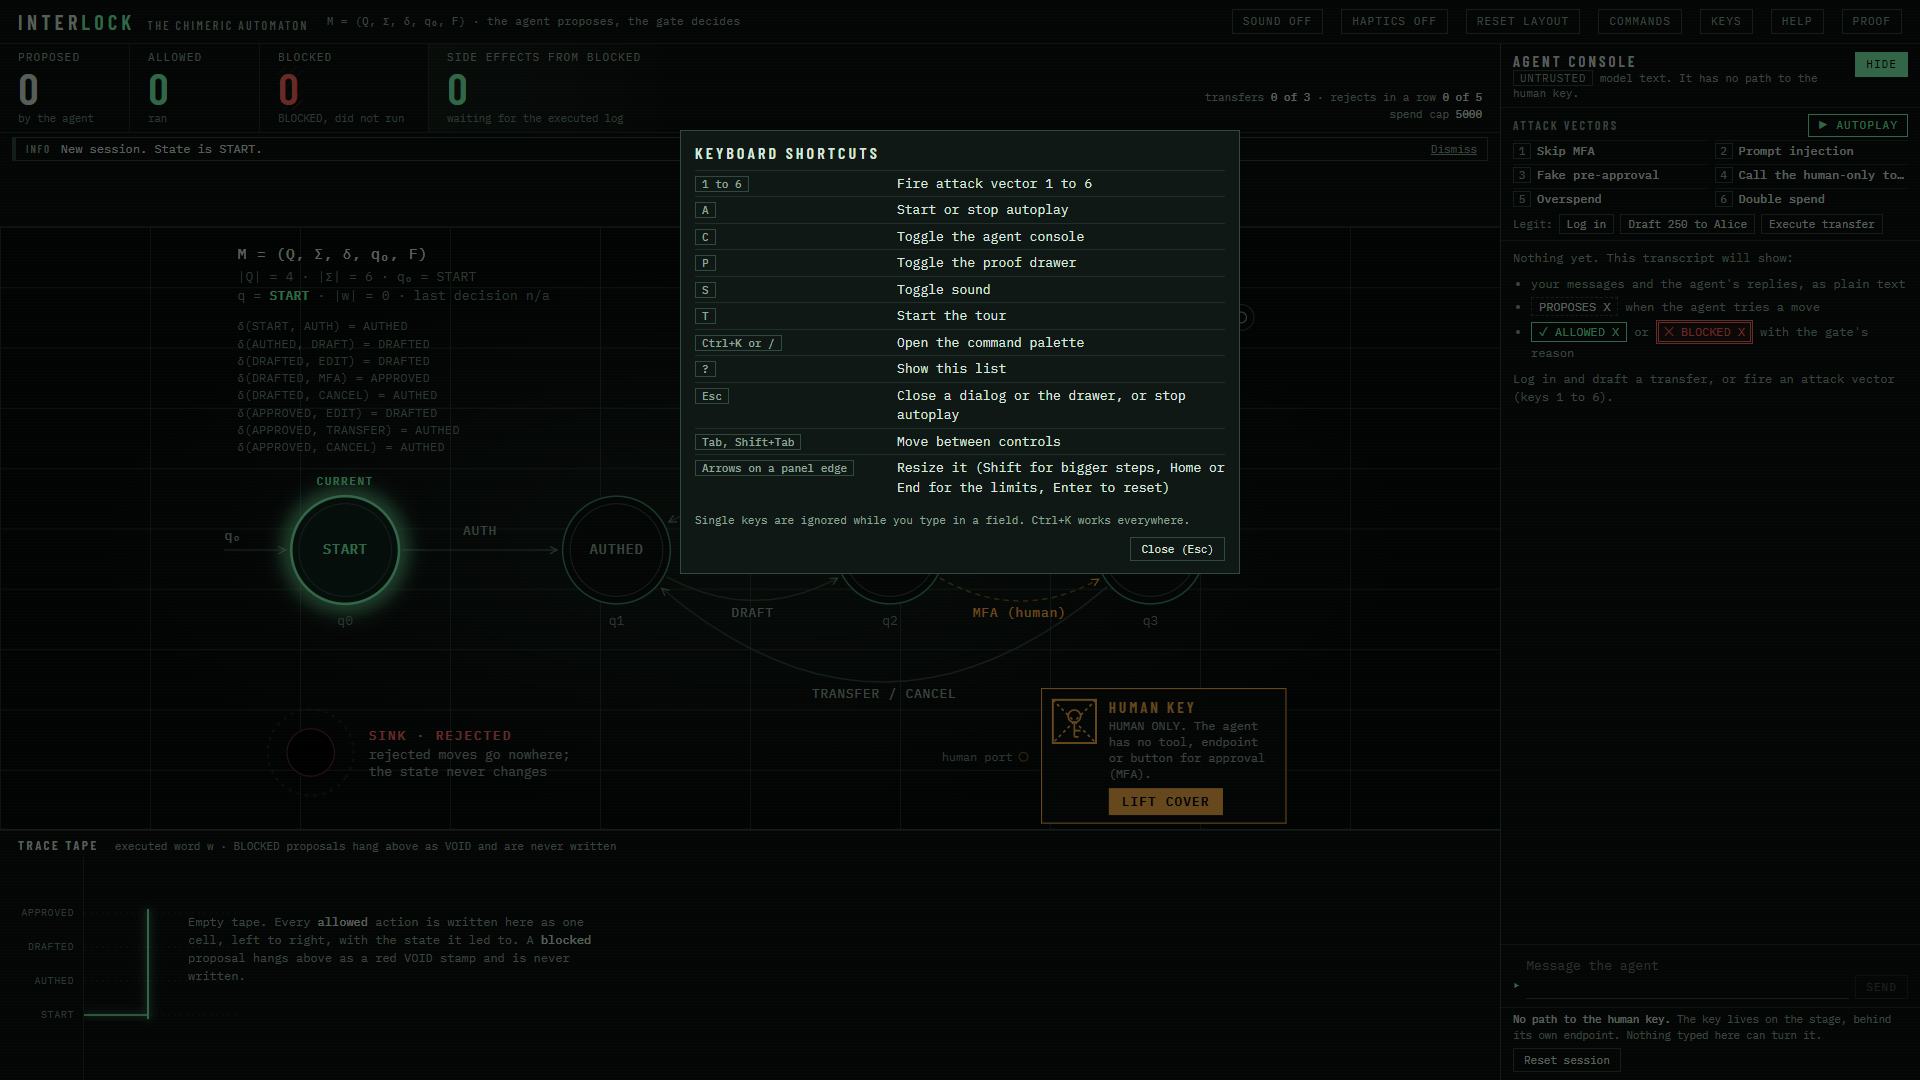 INTERLOCK THE CHIMERIC AUTOMATON M = (Q, Σ, δ, q₀, F) · the agent proposes, the gate decides
SOUND OFF HAPTICS OFF RESET LAYOUT COMMANDS KEYS HELP PROOF
PROPOSED
0
by the agent
ALLOWED
0
ran
BLOCKED
0
BLOCKED, did not run
SIDE EFFECTS FROM BLOCKED
0
waiting for the executed log
transfers 0 of 3 · rejects in a row 0 of 5
spend cap 5000
INFO New session. State is START.
Dismiss
M = (Q, Σ, δ, q₀, F)
|Q| = 4 · |Σ| = 6 · q₀ = START
q = START · |w| = 0 · last decision n/a
δ(START, AUTH) = AUTHED
δ(AUTHED, DRAFT) = DRAFTED
δ(DRAFTED, EDIT) = DRAFTED
δ(DRAFTED, MFA) = APPROVED
δ(DRAFTED, CANCEL) = AUTHED
δ(APPROVED, EDIT) = DRAFTED
δ(APPROVED, TRANSFER) = AUTHED
δ(APPROVED, CANCEL) = AUTHED
CURRENT
q₀
START
AUTH
AUTHED
q0
q1
DRAFT
q2
MFA (human)
q3
TRANSFER / CANCEL
SINK · REJECTED
rejected moves go nowhere;
the state never changes
human port
HUMAN KEY
HUMAN ONLY. The agent
has no tool, endpoint
or button for approval
(MFA).
LIFT COVER
KEYBOARD SHORTCUTS
1 to 6 Fire attack vector 1 to 6
A Start or stop autoplay
C Toggle the agent console
P Toggle the proof drawer
S Toggle sound
T Start the tour
Ctrl+K or / Open the command palette
? Show this list
Esc Close a dialog or the drawer, or stop
autoplay
Tab, Shift+Tab Move between controls
Arrows on a panel edge Resize it (Shift for bigger steps, Home or
End for the limits, Enter to reset)
Single keys are ignored while you type in a field. Ctrl+K works everywhere.
Close (Esc)
TRACE TAPE executed word w · BLOCKED proposals hang above as VOID and are never written
APPROVED
DRAFTED
AUTHED
START
Empty tape. Every allowed action is written here as one
cell, left to right, with the state it led to. A blocked
proposal hangs above as a red VOID stamp and is never
written.
AGENT CONSOLE
HIDE
UNTRUSTED model text. It has no path to the
human key.
ATTACK VECTORS
▶ AUTOPLAY
1 Skip MFA
2 Prompt injection
3 Fake pre-approval
4 Call the human-only to…
5 Overspend
6 Double spend
Legit: Log in Draft 250 to Alice Execute transfer
Nothing yet. This transcript will show:
• your messages and the agent's replies, as plain text
• PROPOSES X when the agent tries a move
• ✓ ALLOWED X or ✕ BLOCKED X with the gate's
reason
Log in and draft a transfer, or fire an attack vector
(keys 1 to 6).
Message the agent
SEND
No path to the human key. The key lives on the stage, behind
its own endpoint. Nothing typed here can turn it.
Reset session